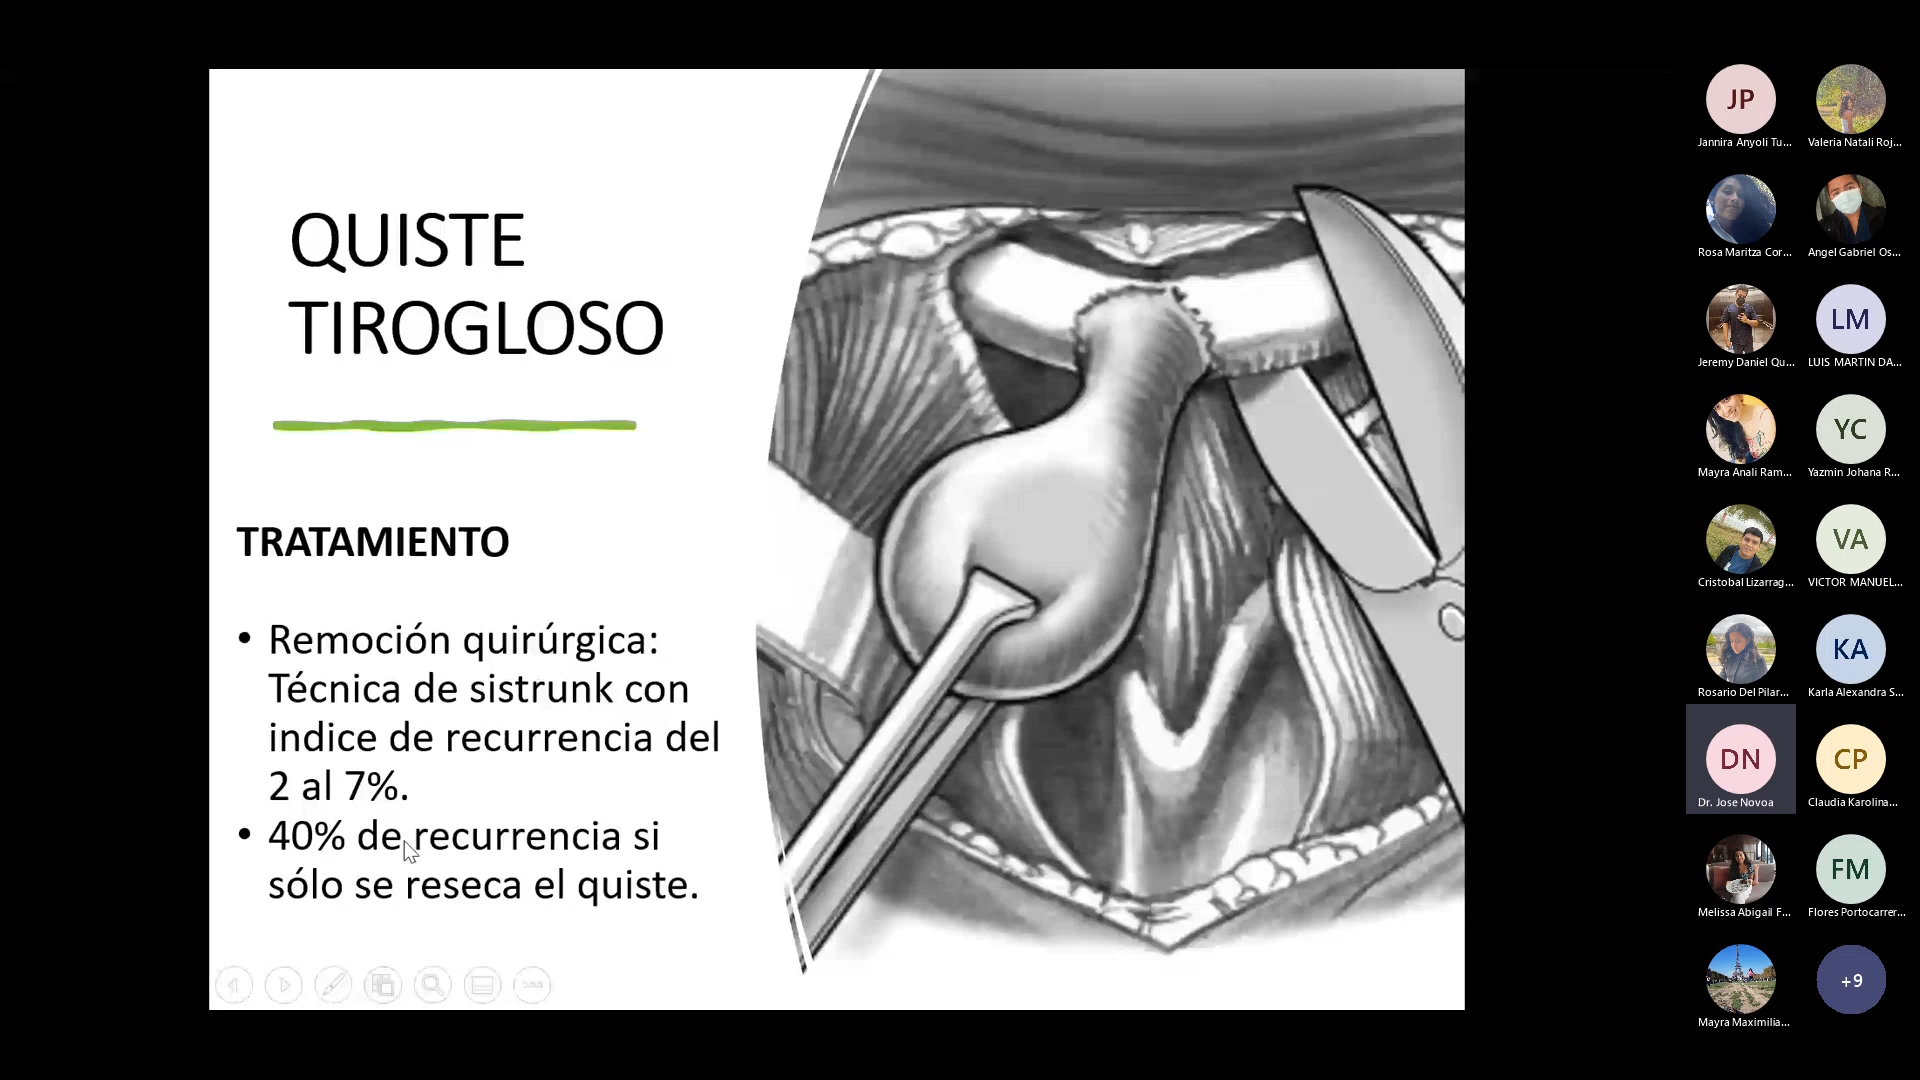 QUISTE
TIROGLOSO
TRATAMIENTO
• Remoción quirúrgica:
Técnica de sistrunk con
indice de recurrencia del
2 al 7%.
• 40% de recurrencia si
sólo se reseca el quiste.
JP
Jannira Anyoli Tu...
Valeria Natali Roj...
Rosa Maritza Cor...
Angel Gabriel Os...
Jeremy Daniel Qu...
LM
LUIS MARTIN DA...
Mayra Anali Ram...
YC
Yazmin Johana R...
Cristobal Lizarrag...
VA
VICTOR MANUEL...
Rosario Del Pilar...
KA
Karla Alexandra S...
DN
Dr. Jose Novoa
CP
Claudia Karolina...
Melissa Abigail F...
FM
Flores Portocarrer...
Mayra Maximilia...
+9